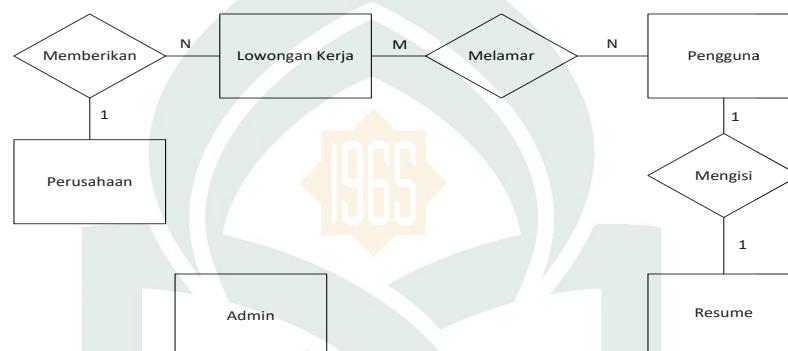 Memberikan
N
Lowongan Kerja
M
Melamar
N
Pengguna
1
1
Perusahaan
Mengisi
1965
1
Admin
Resume